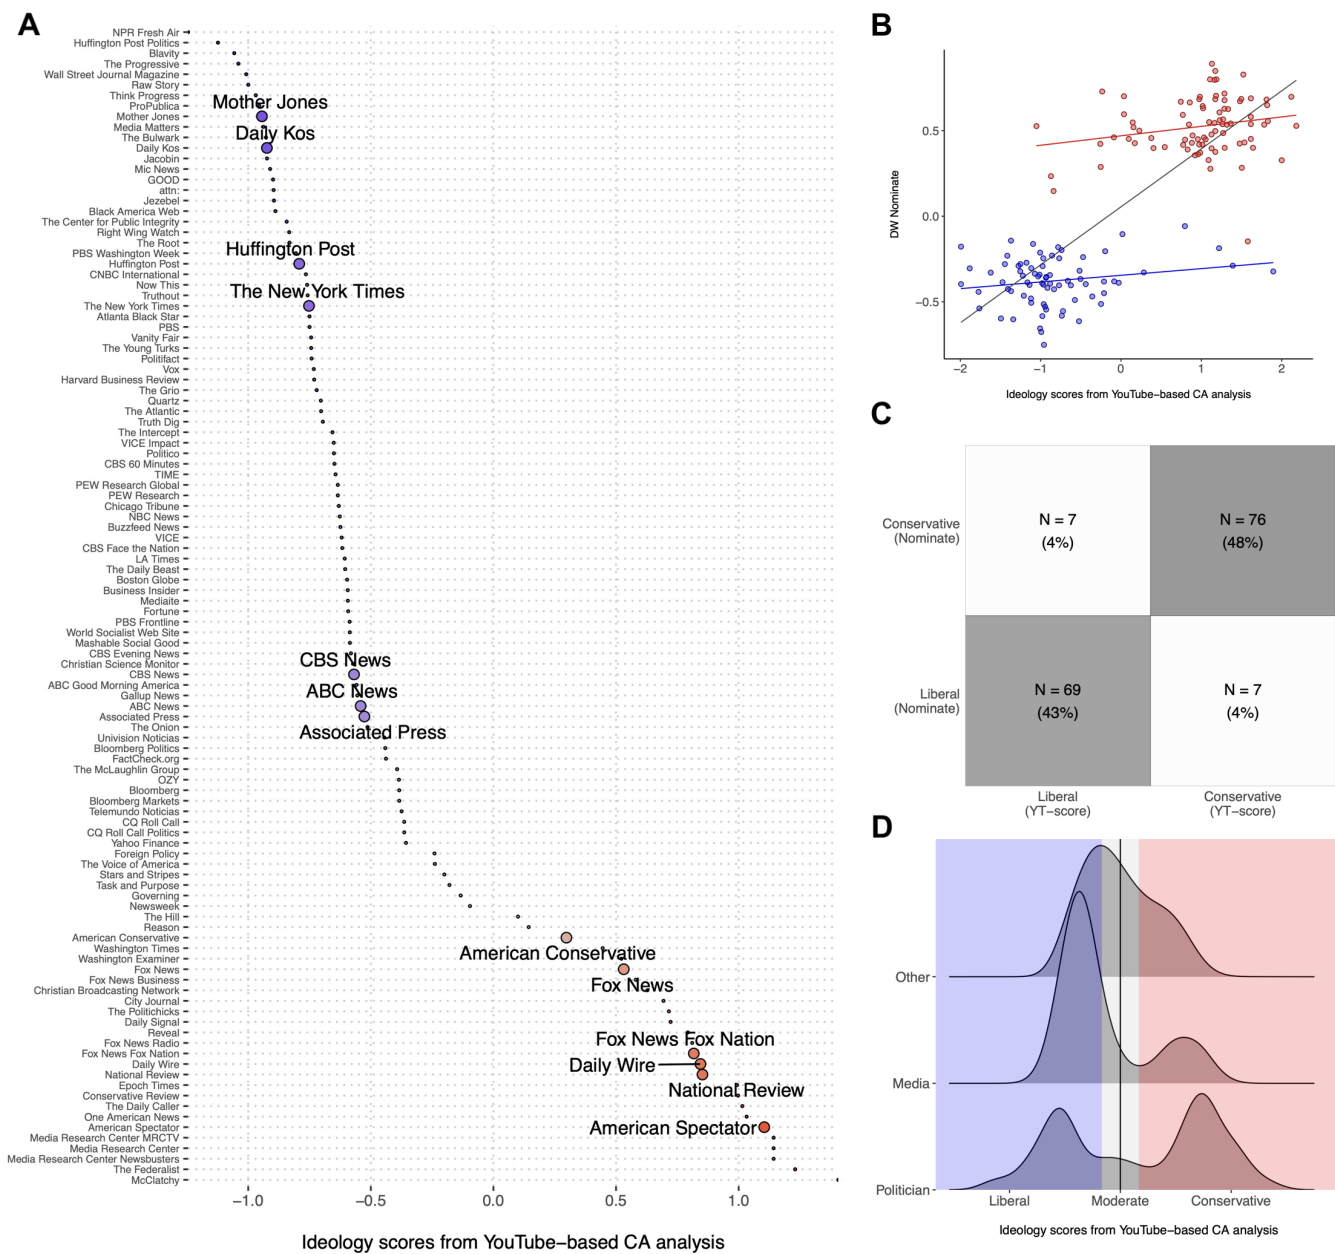 A
NPR Fresh Air
Huffington Post Politics
Blavity
The Progressive
Wall Street Journal Magazine
Raw Story
Think Progress
ProPublica
Mother Jones
Media Matters
The Bulwark
Daily Kos
Jacobin
Mic News
GOOD
attn:
Jezebel
Black America Web
The Center for Public Integrity
Right Wing Watch
The Root
PBS Washington Week
Huffington Post
CNBC International
Now This
Truthout
The New York Times
Atlanta Black Star
PBS
Vanity Fair
The Young Turks
Politifact
Vox
Harvard Business Review
The Grio
Quartz
The Atlantic
Truth Dig
The Intercept
VICE Impact
Politico
CBS 60 Minutes
TIME
PEW Research Global
PEW Research
Chicago Tribune
NBC News
Buzzfeed News
VICE
CBS Face the Nation
LA Times
The Daily Beast
Boston Globe
Business Insider
Mediaite
Fortune
PBS Frontline
World Socialist Web Site
Mashable Social Good
CBS Evening News
Christian Science Monitor
CBS News
ABC Good Morning America
Gallup News
ABC News
Associated Press
The Onion
Univision Noticias
Bloomberg Politics
FactCheck.org
The McLaughlin Group
OZY
Bloomberg
Bloomberg Markets
Telemundo Noticias
CQ Roll Call
CQ Roll Call Politics
Yahoo Finance
Foreign Policy
The Voice of America
Stars and Stripes
Task and Purpose
Governing
Newsweek
The Hill
Reason
American Conservative
Washington Times
Washington Examiner
Fox News
Fox News Business
Christian Broadcasting Network
City Journal
The Politichicks
Daily Signal
Reveal
Fox News Radio
Fox News Fox Nation
Daily Wire
National Review
Epoch Times
Conservative Review
The Daily Caller
One American News
American Spectator
Media Research Center MRCTV
Media Research Center
Media Research Center Newsbusters
The Federalist
McClatchy
Mother Jones
Daily Kos
Huffington Post
The New York Times
CBS News
ABC News
Associated Press
American Conservative
Fox News
Fox News Fox Nation
Daily Wire
National Review
American Spectator
−1.0 −0.5 0.0 0.5 1.0
Ideology scores from YouTube−based CA analysis
B
DW Nominate
0.5
0.0
−0.5
−2 −1 0 1 2
Ideology scores from YouTube−based CA analysis
C
Conservative
(Nominate)
N = 7
(4%)
N = 76
(48%)
Liberal
(Nominate)
N = 69
(43%)
N = 7
(4%)
Liberal
(YT−score)
Conservative
(YT−score)
D
Other
Media
Politician
Liberal Moderate Conservative
Ideology scores from YouTube−based CA analysis